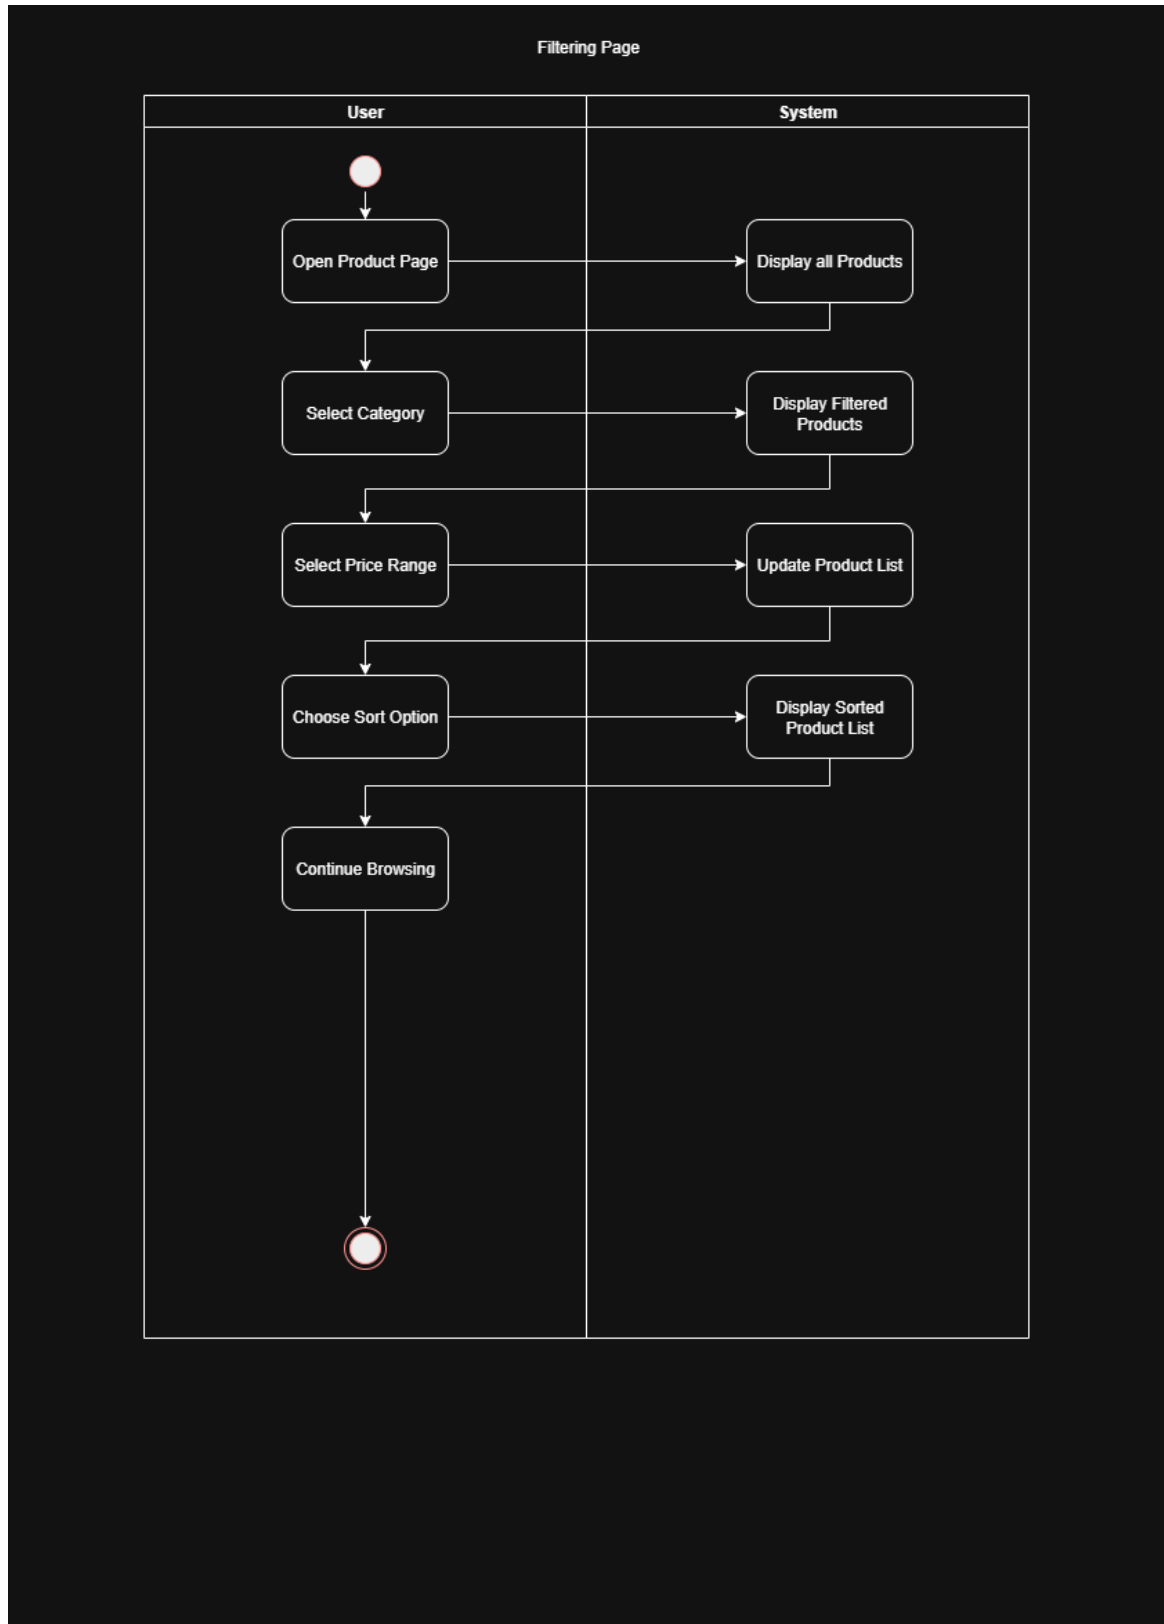 Filtering Page
User
System
Open Product Page
Display all Products
Select Category
Display Filtered
Products
Select Price Range
Update Product List
Choose Sort Option
Display Sorted
Product List
Continue Browsing